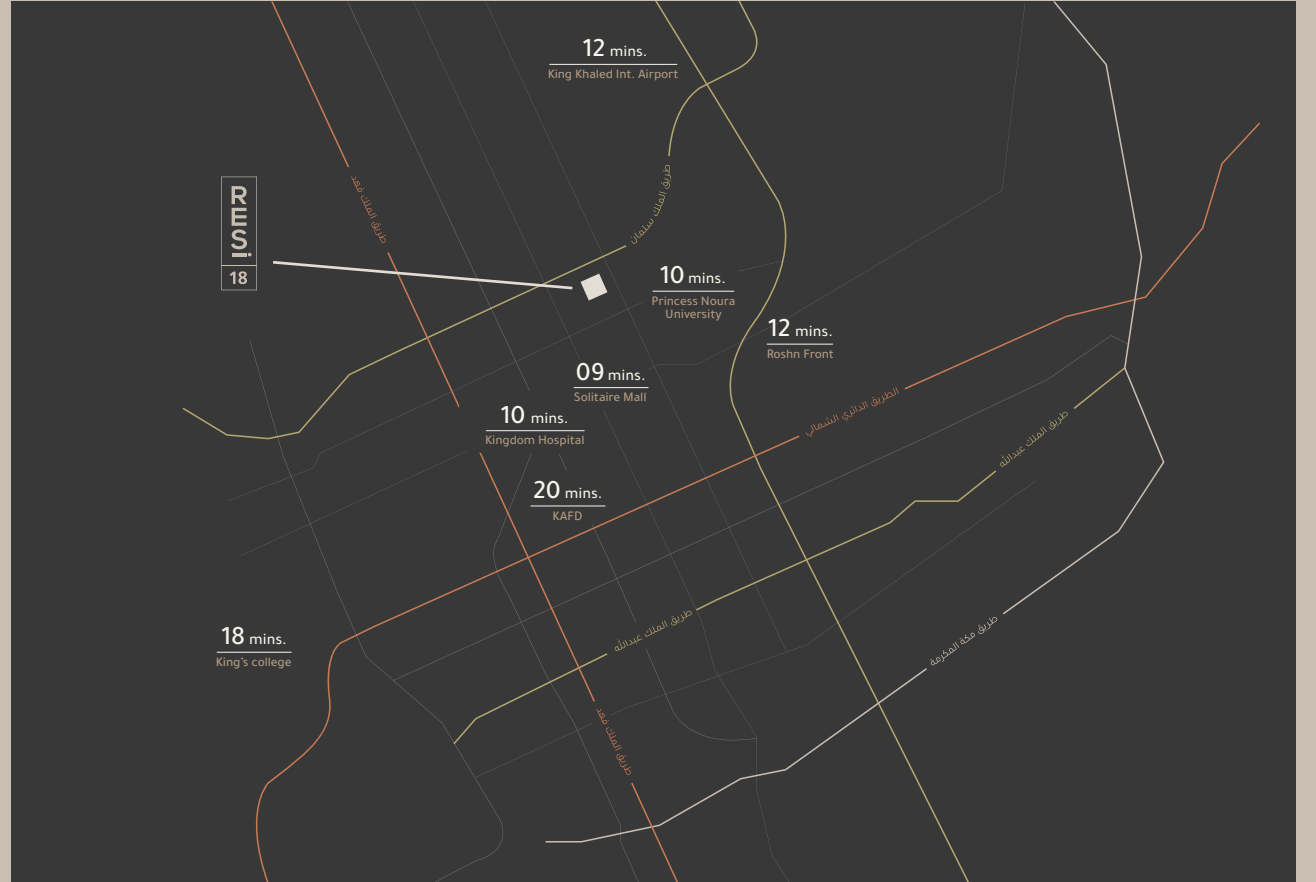 12 mins.
King Khaled Int. Airport
طريق الملك فهد
طريق الملك سلمان
RES.
18
10 mins.
Princess Noura
University
12 mins.
Roshn Front
09 mins.
Solitaire Mall
10 mins.
Kingdom Hospital
الطريق الدائري الشمالي
طريق الملك عبدالله
20 mins.
KAFD
طريق الملك عبدالله
18 mins.
King's college
طريق مكة المكرمة
طريق الملك فهد